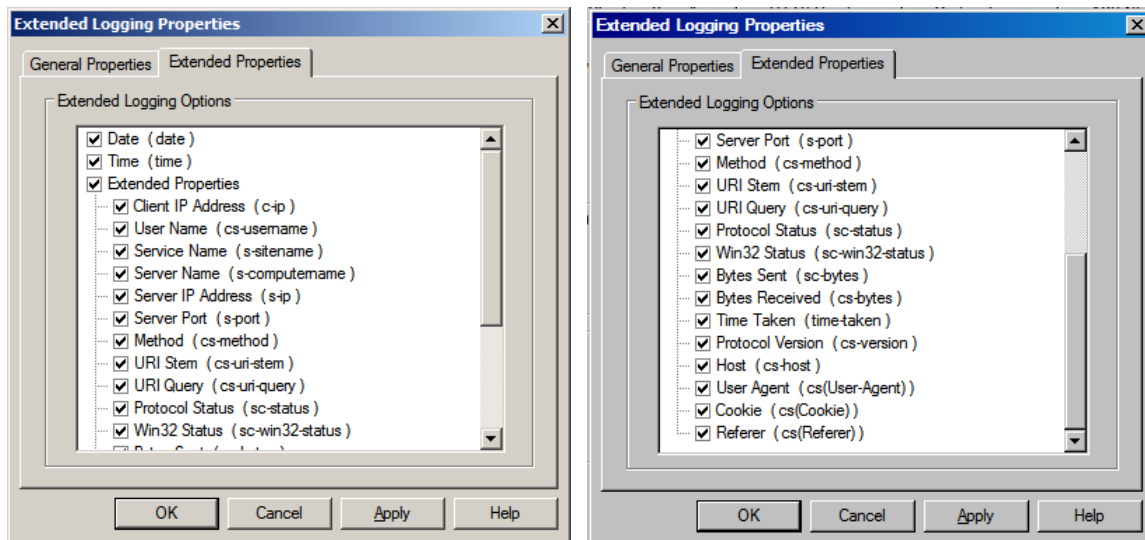 Extended Logging Properties
General Properties
Extended Properties
Extended Logging Options
Date ( date )
Time ( time )
Extended Properties
Client IP Address ( c-ip )
User Name ( cs-username )
Service Name ( s-sitename )
Server Name ( s-computername )
Server IP Address ( s-ip )
Server Port ( s-port )
Method ( cs-method )
URI Stem ( cs-uri-stem )
URI Query ( cs-uri-query )
Protocol Status ( sc-status )
Win32 Status ( sc-win32-status )
OK
Cancel
Apply
Help
Extended Logging Properties
General Properties
Extended Properties
Extended Logging Options
Server Port ( s-port )
Method ( cs-method )
URI Stem ( cs-uri-stem )
URI Query ( cs-uri-query )
Protocol Status ( sc-status )
Win32 Status ( sc-win32-status )
Bytes Sent ( sc-bytes )
Bytes Received ( cs-bytes )
Time Taken ( time-taken )
Protocol Version ( cs-version )
Host ( cs-host )
User Agent ( cs(User-Agent) )
Cookie ( cs(Cookie) )
Referer ( cs(Referer) )
OK
Cancel
Apply
Help